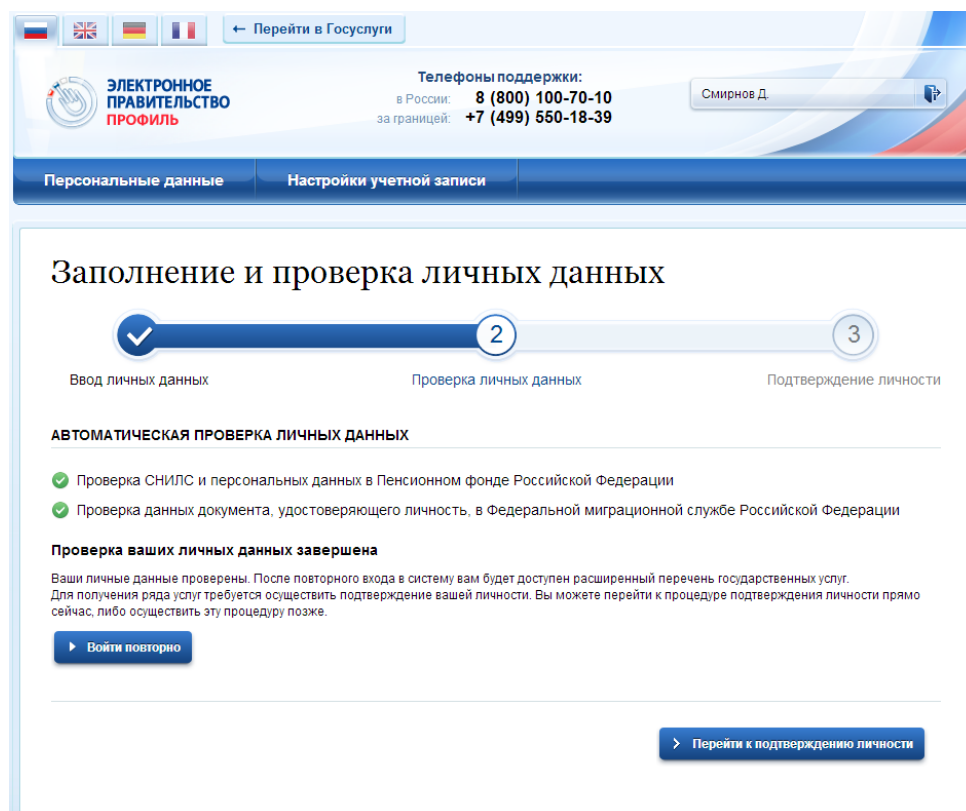 ← Перейти в Госуслуги
ЭЛЕКТРОННОЕ
ПРАВИТЕЛЬСТВО
ПРОФИЛЬ
Телефоны поддержки:
в России: 8 (800) 100-70-10
за границей: +7 (499) 550-18-39
Смирнов Д.
Персональные данные Настройки учетной записи
Заполнение и проверка личных данных
2 3
Ввод личных данных Проверка личных данных Подтверждение личности
АВТОМАТИЧЕСКАЯ ПРОВЕРКА ЛИЧНЫХ ДАННЫХ
Проверка СНИЛС и персональных данных в Пенсионном фонде Российской Федерации
Проверка данных документа, удостоверяющего личность, в Федеральной миграционной службе Российской Федерации
Проверка ваших личных данных завершена
Ваши личные данные проверены. После повторного входа в систему вам будет доступен расширенный перечень государственных услуг.
Для получения ряда услуг требуется осуществить подтверждение вашей личности. Вы можете перейти к процедуре подтверждения личности прямо
сейчас, либо осуществить эту процедуру позже.
Войти повторно
Перейти к подтверждению личности